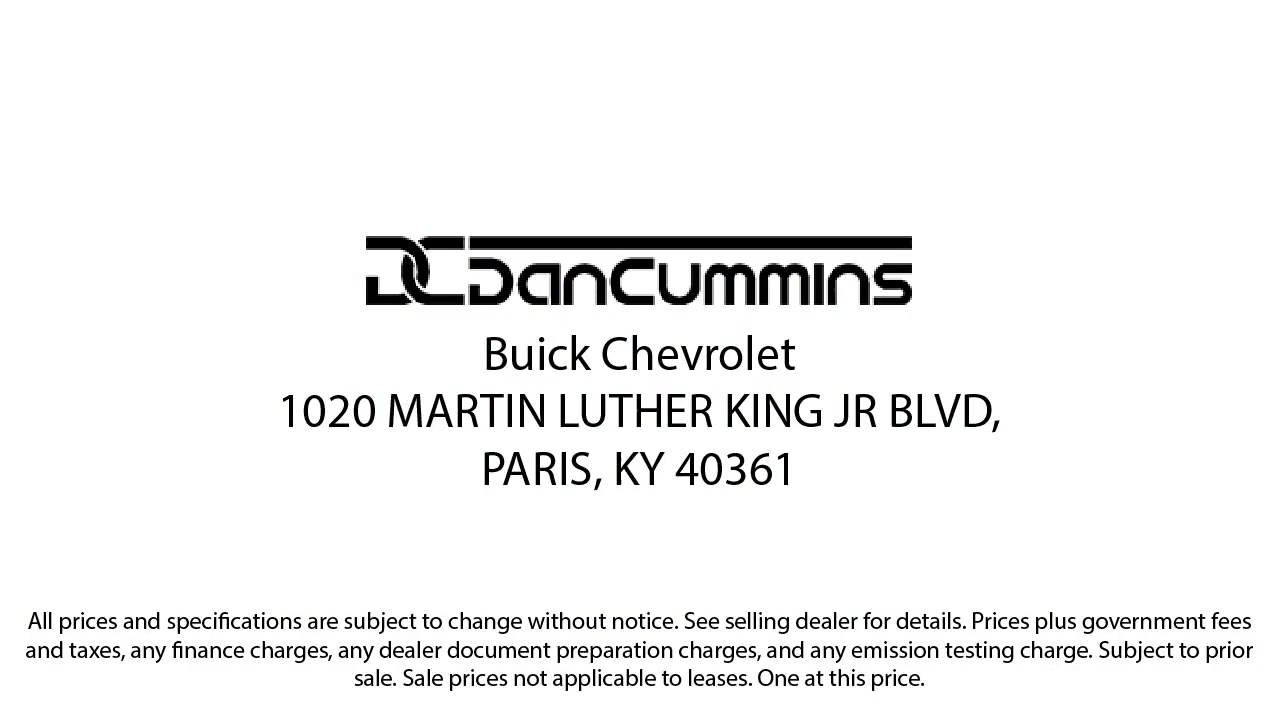 DC DanCummins
Buick Chevrolet
1020 MARTIN LUTHER KING JR BLVD,
PARIS, KY 40361
All prices and specifications are subject to change without notice. See selling dealer for details. Prices plus government fees
and taxes, any finance charges, any dealer document preparation charges, and any emission testing charge. Subject to prior
sale. Sale prices not applicable to leases. One at this price.